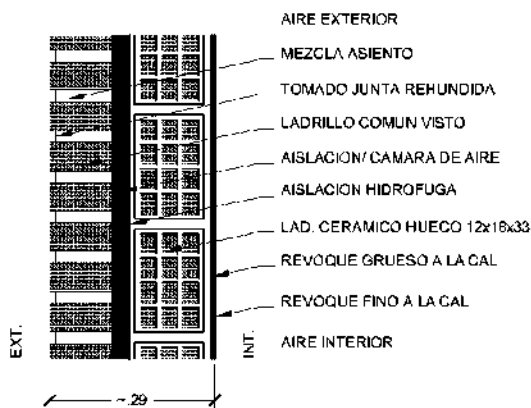 AIRE EXTERIOR
MEZCLA ASIENTO
TOMADO JUNTA REHUNDIDA
LADRILLO COMUN VISTO
AISLACION/ CAMARA DE AIRE
AISLACION HIDROFUGA
LAD. CERAMICO HUECO 12x18x33
REVOQUE GRUESO A LA CAL
REVOQUE FINO A LA CAL
AIRE INTERIOR
EXT.
INT.
~.29